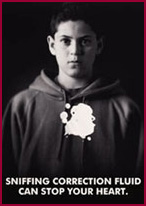 SNIFFING CORRECTION FLUID
CAN STOP YOUR HEART.